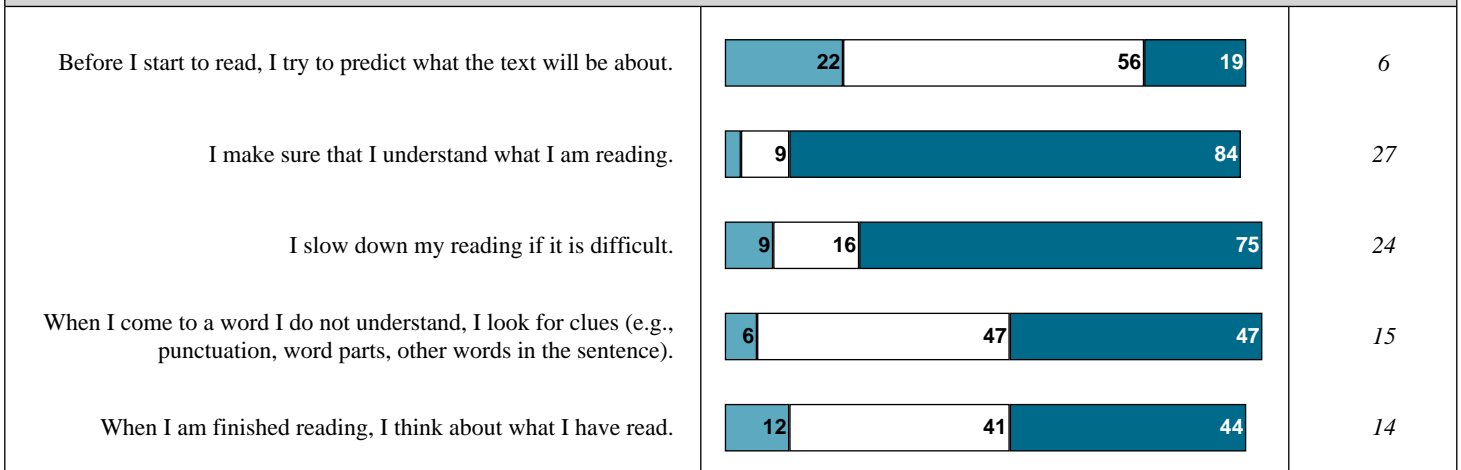 Before I start to read, I try to predict what the text will be about. 22 56 19 6
I make sure that I understand what I am reading. 9 84 27
I slow down my reading if it is difficult. 9 16 75 24
When I come to a word I do not understand, I look for clues (e.g.,
punctuation, word parts, other words in the sentence). 6 47 47 15
When I am finished reading, I think about what I have read. 12 41 44 14